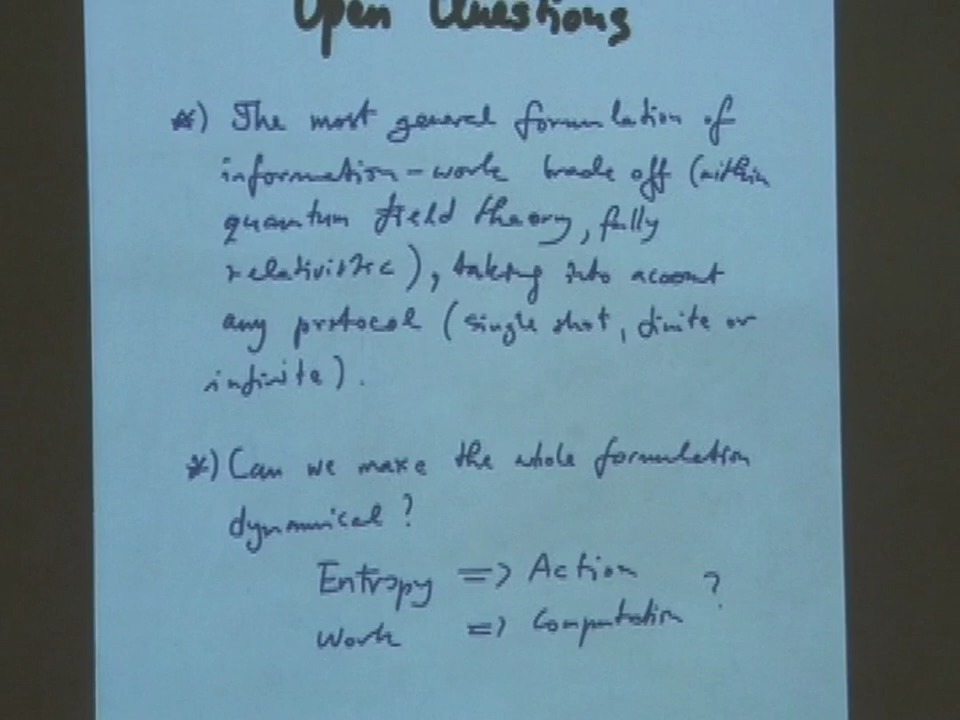 Open Questions
*) The most general formulation of
information-work trade off (within
quantum field theory, fully
relativistic), taking into account
any protocol (single shot, finite or
infinite).
*) Can we make the whole formulation
dynamical?
Entropy => Action
?
Work => Computation